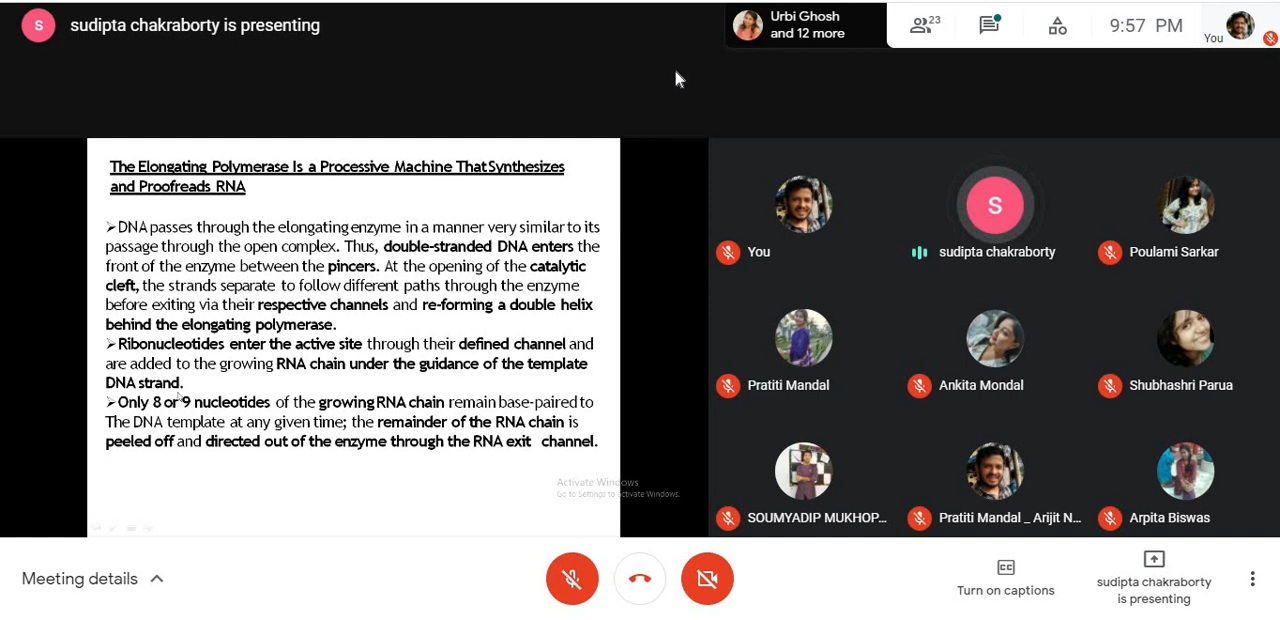 S
sudipta chakraborty is presenting
Urbi Ghosh
and 12 more
23
9:57 PM
You
The Elongating Polymerase Is a Processive Machine That Synthesizes
and Proofreads RNA
➢DNA passes through the elongating enzyme in a manner very similar to its
passage through the open complex. Thus, double-stranded DNA enters the
front of the enzyme between the pincers. At the opening of the catalytic
cleft, the strands separate to follow different paths through the enzyme
before exiting via their respective channels and re-forming a double helix
behind the elongating polymerase.
➢Ribonucleotides enter the active site through their defined channel and
are added to the growing RNA chain under the guidance of the template
DNA strand.
➢Only 8 or 9 nucleotides of the growing RNA chain remain base-paired to
The DNA template at any given time; the remainder of the RNA chain is
peeled off and directed out of the enzyme through the RNA exit channel.
Activate Windows
Go to Settings to activate Windows.
S
You
sudipta chakraborty
Poulami Sarkar
Pratiti Mandal
Ankita Mondal
Shubhashri Parua
SOUMYADIP MUKHOP...
Pratiti Mandal _ Arijit N...
Arpita Biswas
Meeting details
CC
Turn on captions
sudipta chakraborty
is presenting